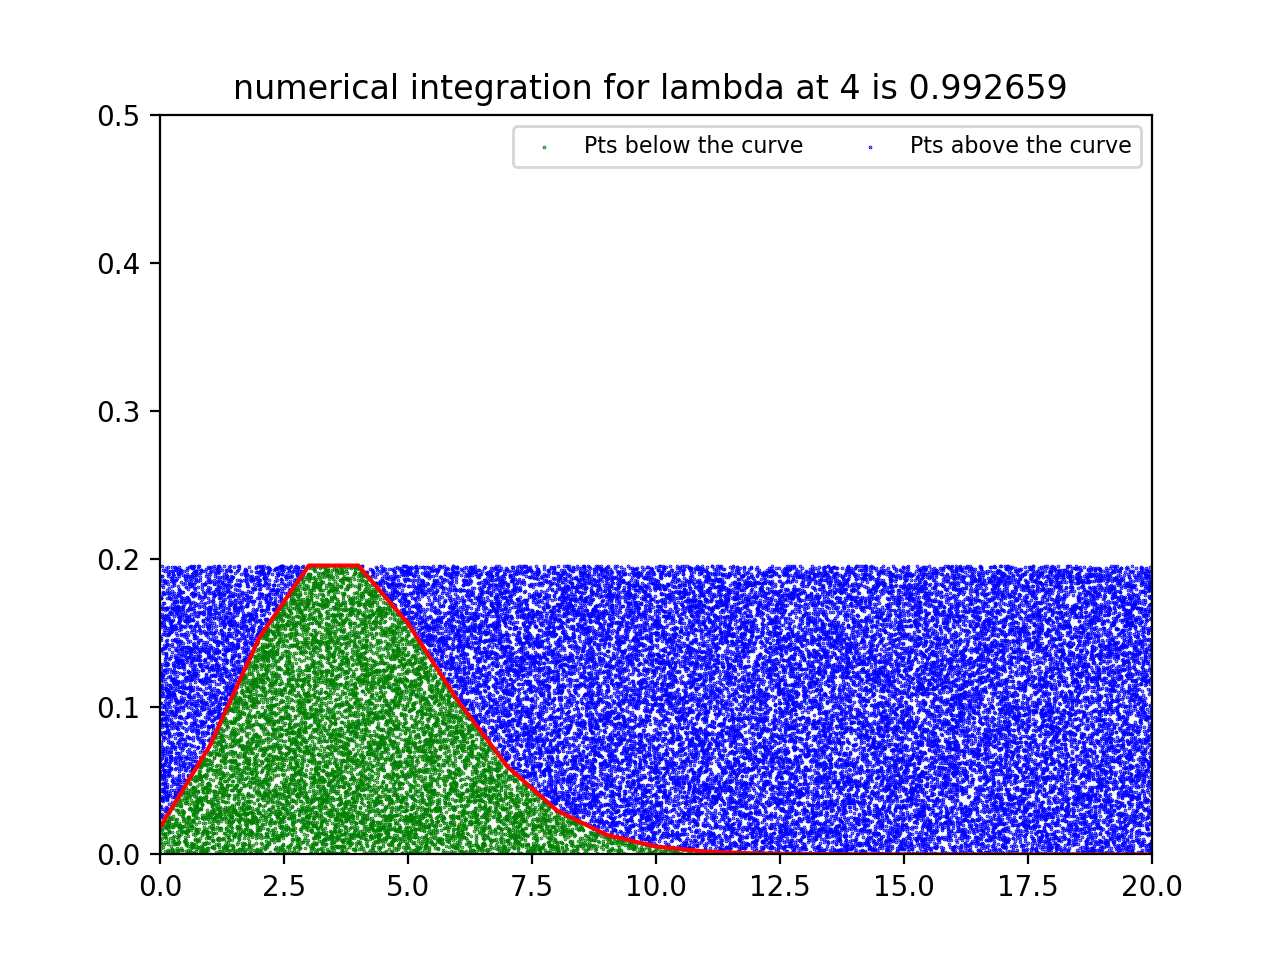 numerical integration for lambda at 4 is 0.992659
0.5
Pts below the curve
Pts above the curve
0.4
0.3
0.2
0.1
0.0
0.0 2.5 5.0 7.5 10.0 12.5 15.0 17.5 20.0